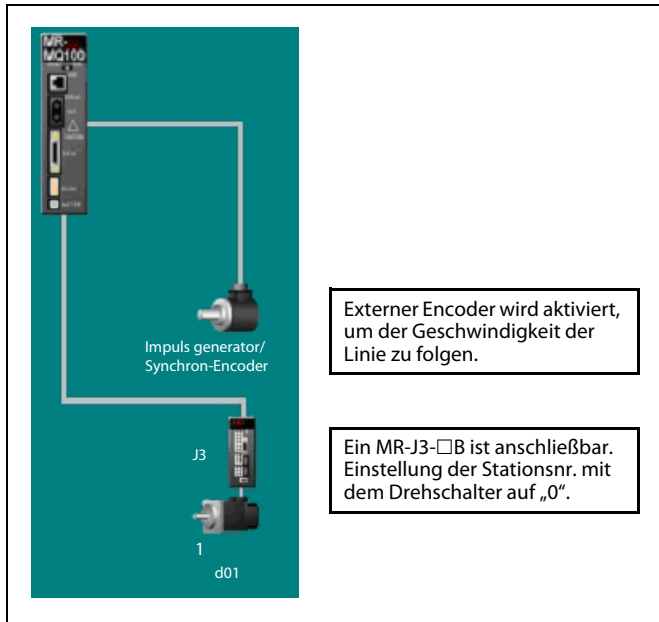 MR-
MQ100
Impuls generator/
Synchron-Encoder
Externer Encoder wird aktiviert,
um der Geschwindigkeit der
Linie zu folgen.
J3
Ein MR-J3-□B ist anschließbar.
Einstellung der Stationsnr. mit
dem Drehschalter auf „0“.
1
d01